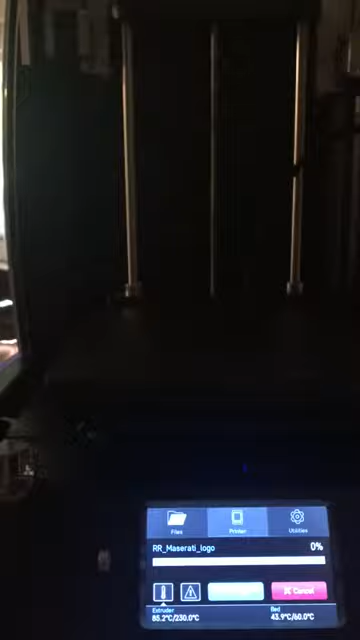 Files
Printer
Utilities
RR_Maserati_logo
0%
Cancel
Extruder
Bed
85.2°C/230.0°C
43.9°C/60.0°C